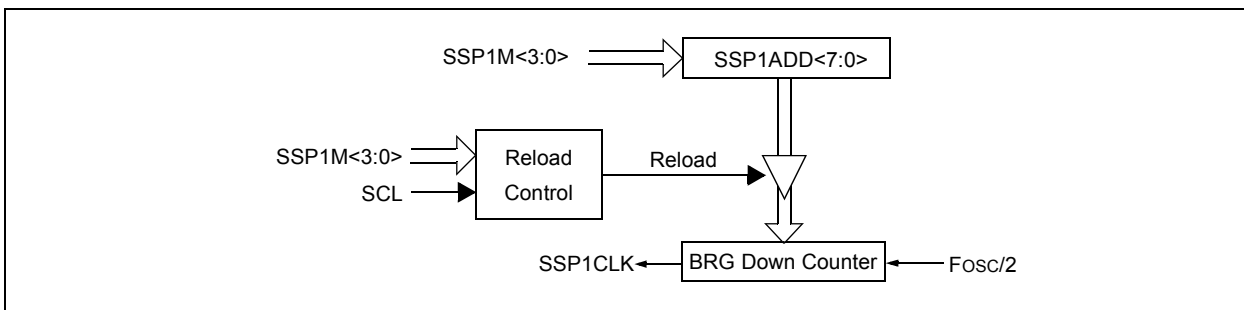 SSP1M<3:0>
SSP1ADD<7:0>
SSP1M<3:0>
SCL
Reload
Control
Reload
SSP1CLK
BRG Down Counter
FOSC/2